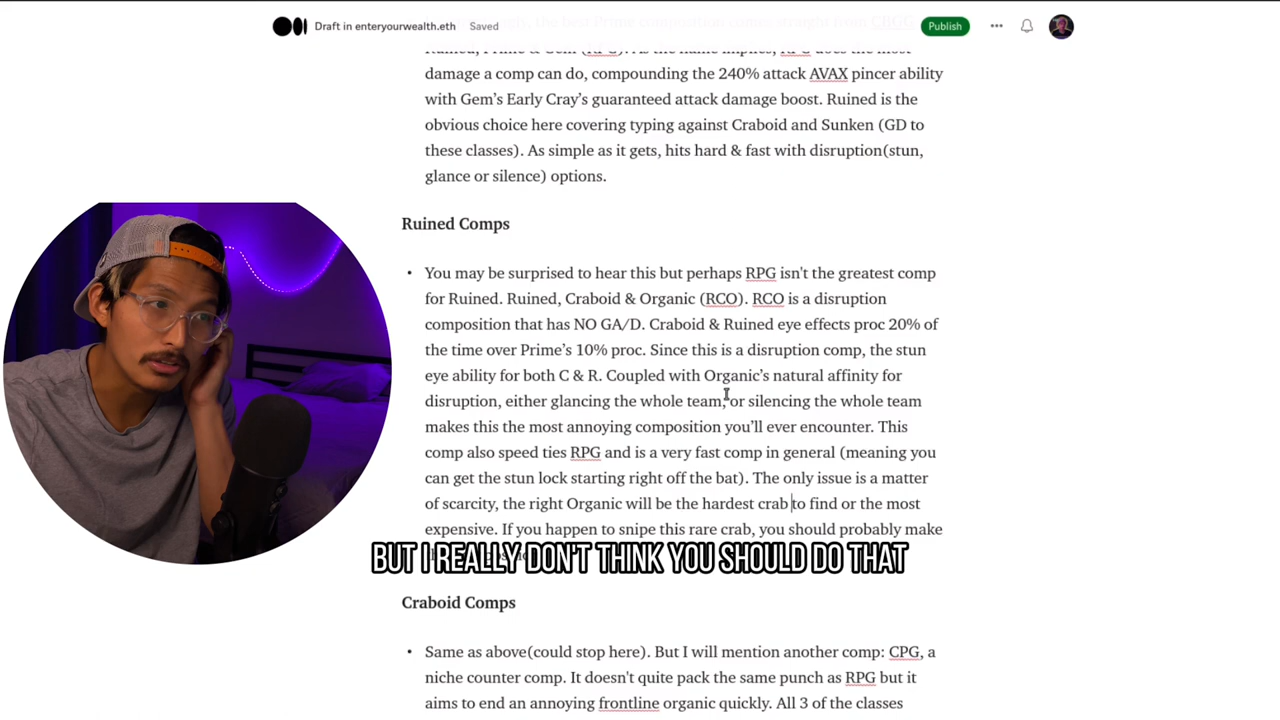 Draft in enteryourwealth.eth Saved
Publish
Ruined, Prime & Gem (RPG). As the name implies, RPG does the most
damage a comp can do, compounding the 240% attack AVAX pincer ability
with Gem’s Early Cray’s guaranteed attack damage boost. Ruined is the
obvious choice here covering typing against Craboid and Sunken (GD to
these classes). As simple as it gets, hits hard & fast with disruption(stun,
glance or silence) options.
Ruined Comps
• You may be surprised to hear this but perhaps RPG isn't the greatest comp
for Ruined. Ruined, Craboid & Organic (RCO). RCO is a disruption
composition that has NO GA/D. Craboid & Ruined eye effects proc 20% of
the time over Prime’s 10% proc. Since this is a disruption comp, the stun
eye ability for both C & R. Coupled with Organic’s natural affinity for
disruption, either glancing the whole team, or silencing the whole team
makes this the most annoying composition you’ll ever encounter. This
comp also speed ties RPG and is a very fast comp in general (meaning you
can get the stun lock starting right off the bat). The only issue is a matter
of scarcity, the right Organic will be the hardest crab to find or the most
expensive. If you happen to snipe this rare crab, you should probably make
BUT I REALLY DON'T THINK YOU SHOULD DO THAT
Craboid Comps
• Same as above(could stop here). But I will mention another comp: CPG, a
niche counter comp. It doesn't quite pack the same punch as RPG but it
aims to end an annoying frontline organic quickly. All 3 of the classes